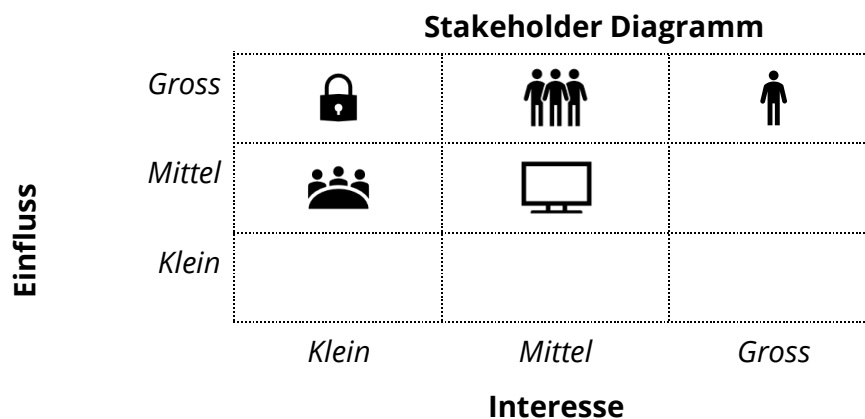 Stakeholder Diagramm
Gross
Mittel
Klein
Einfluss
Klein Mittel Gross
Interesse